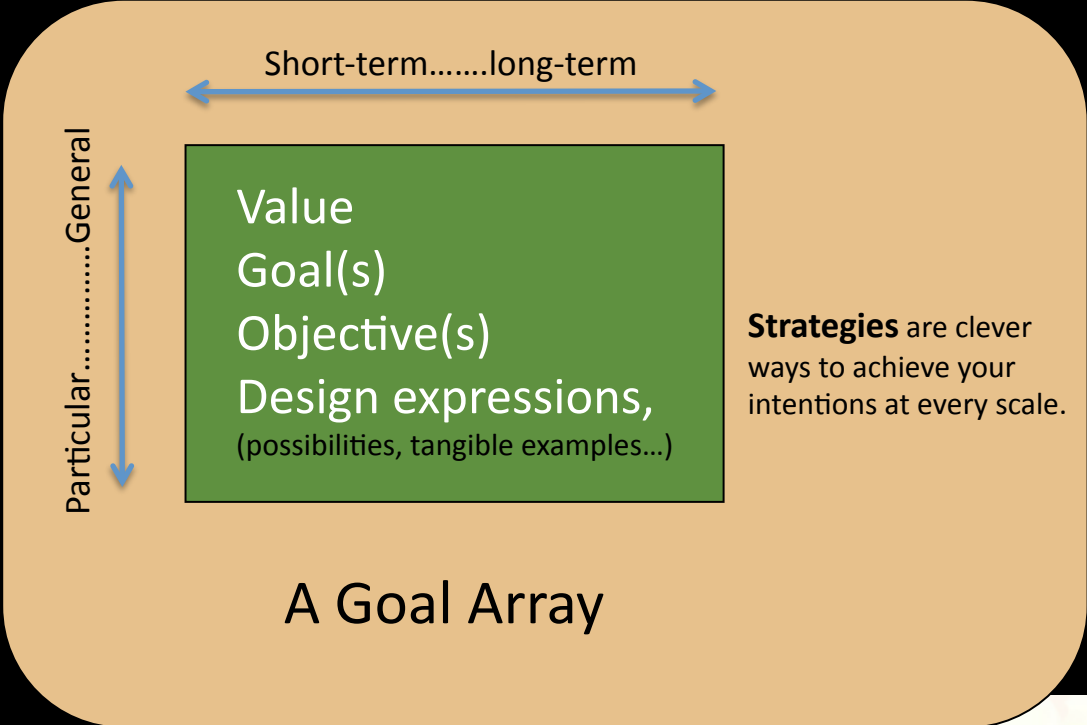 Short-term…….long-term
Particular……………General
Value
Goal(s)
Objective(s)
Design expressions,
(possibilities, tangible examples…)
Strategies are clever
ways to achieve your
intentions at every scale.
A Goal Array